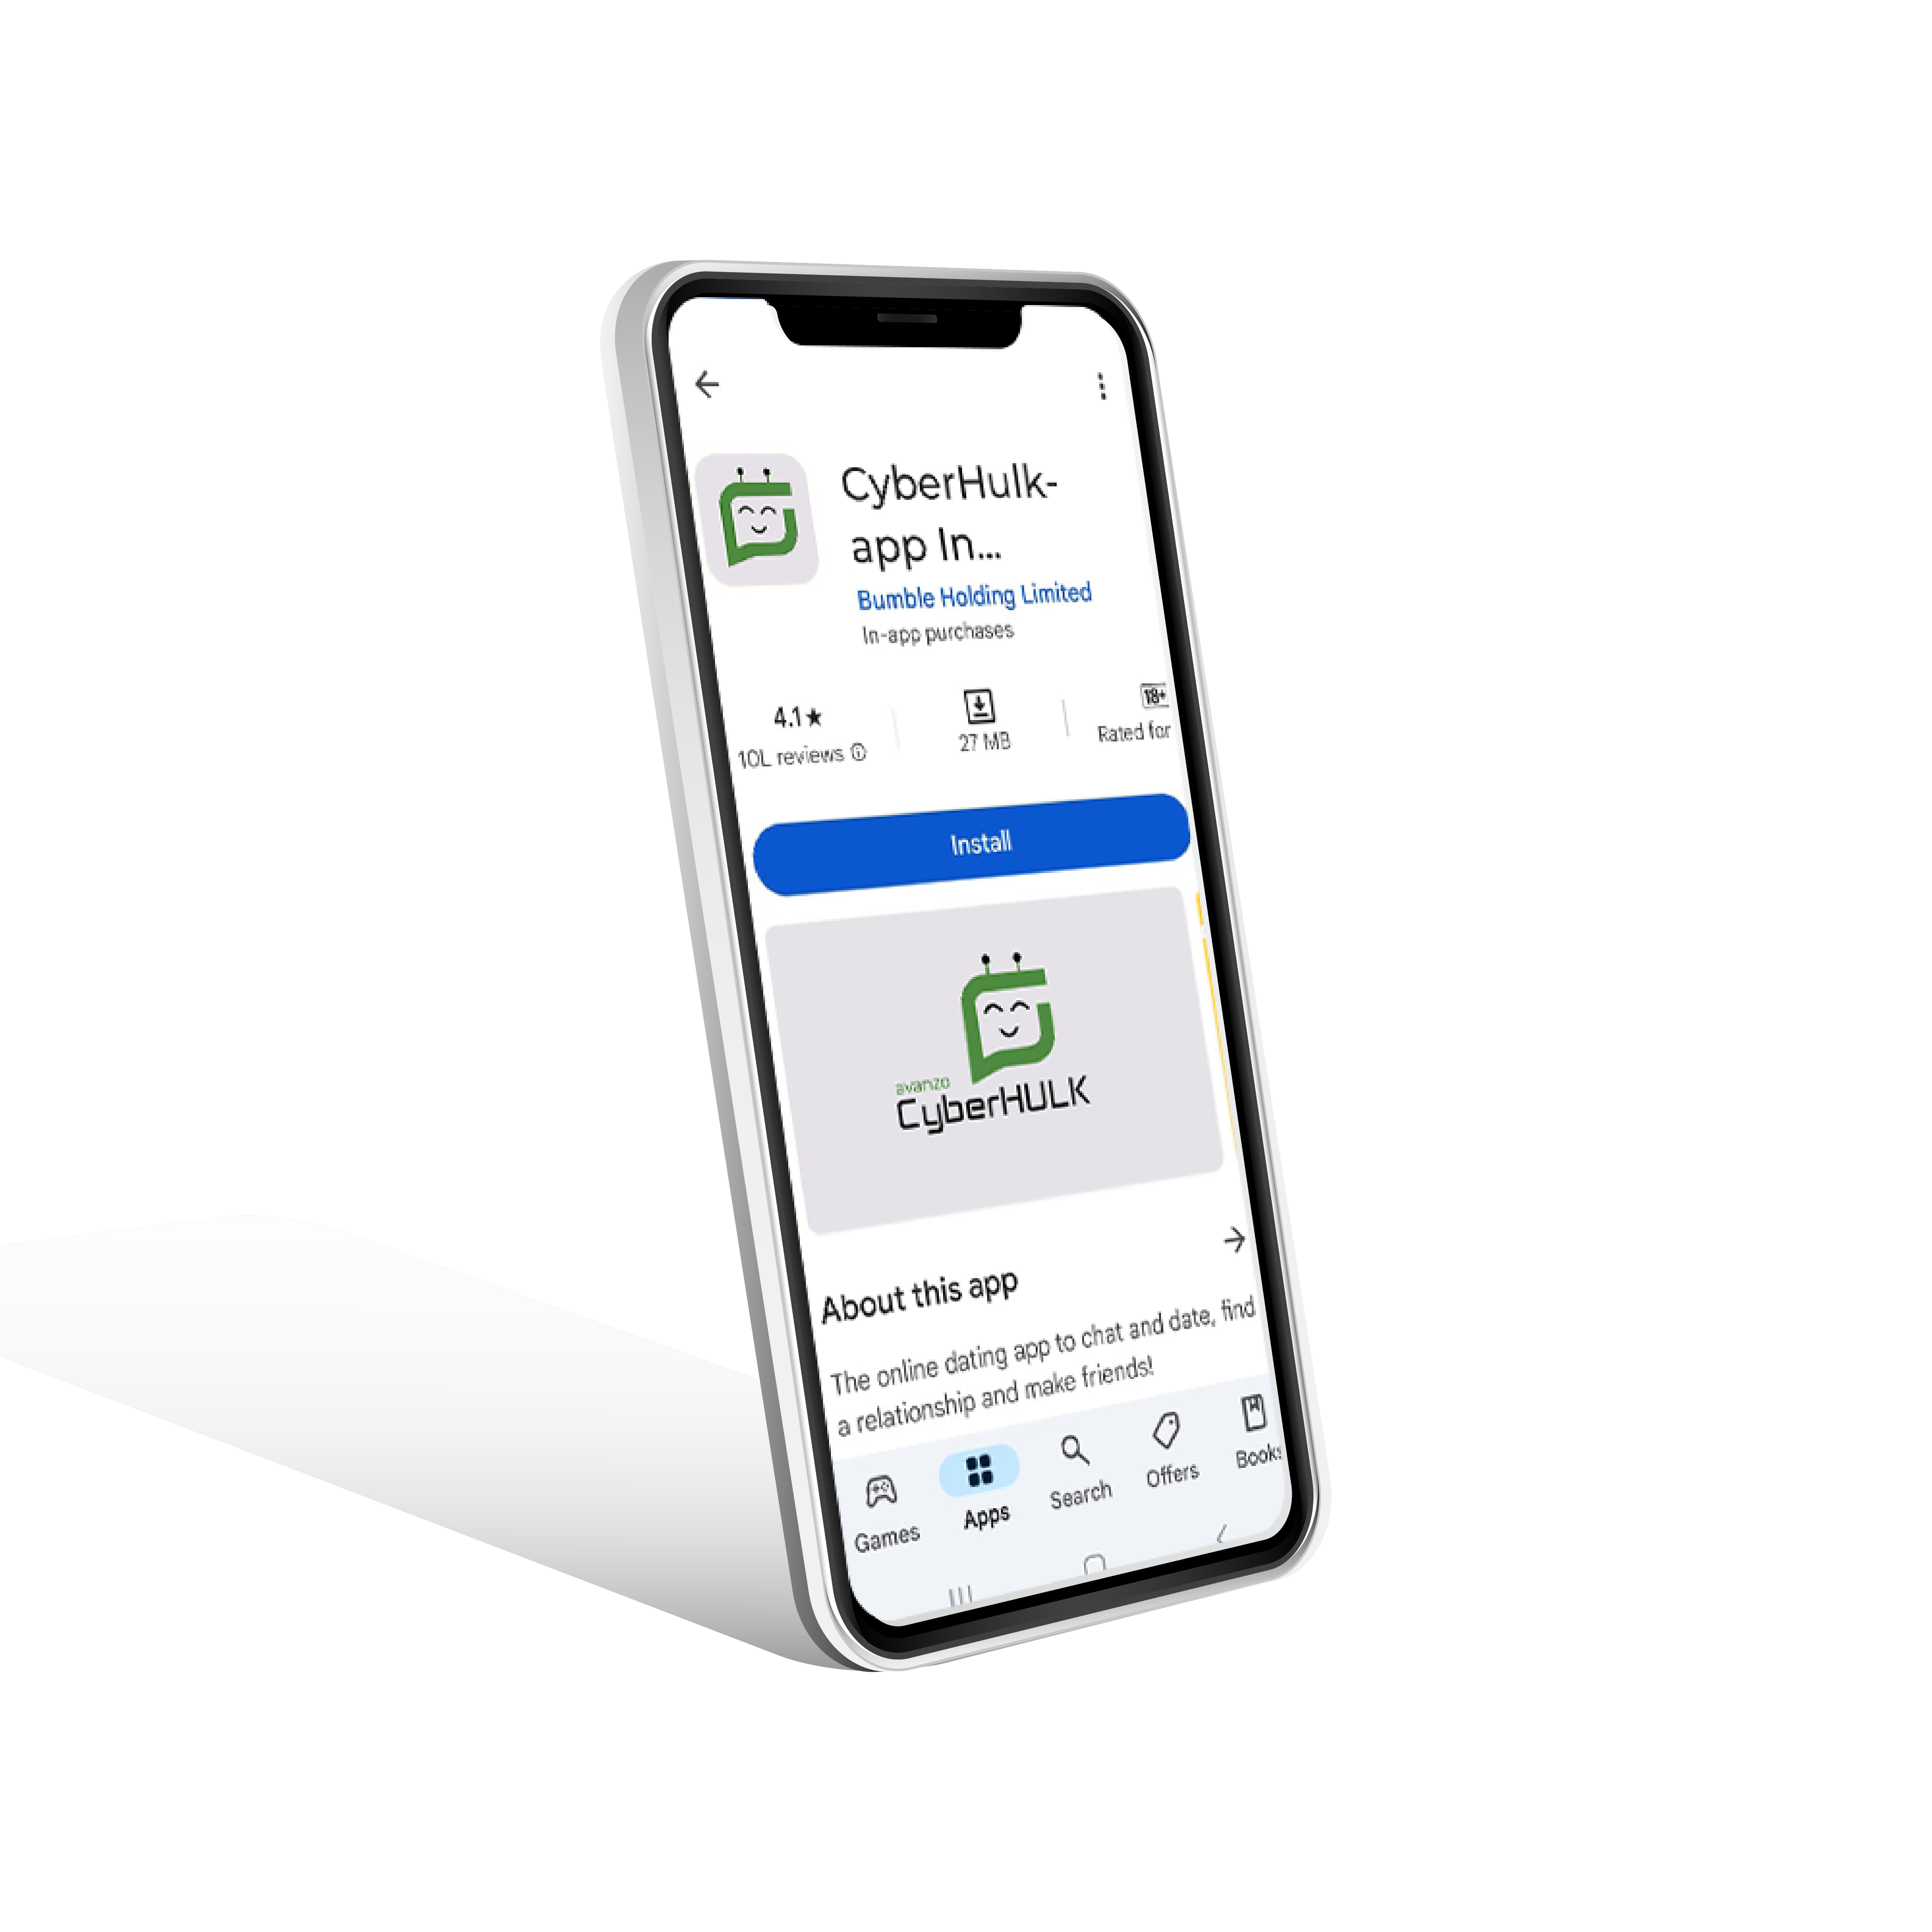 CyberHulk-
app In...
Bumble Holding Limited
In-app purchases
4.1★
10L reviews
27 MB
18+
Rated for
Install
avanzo
CyberHULK
About this app
The online dating app to chat and date, find
a relationship and make friends!
Games
Apps
Search
Offers
Books